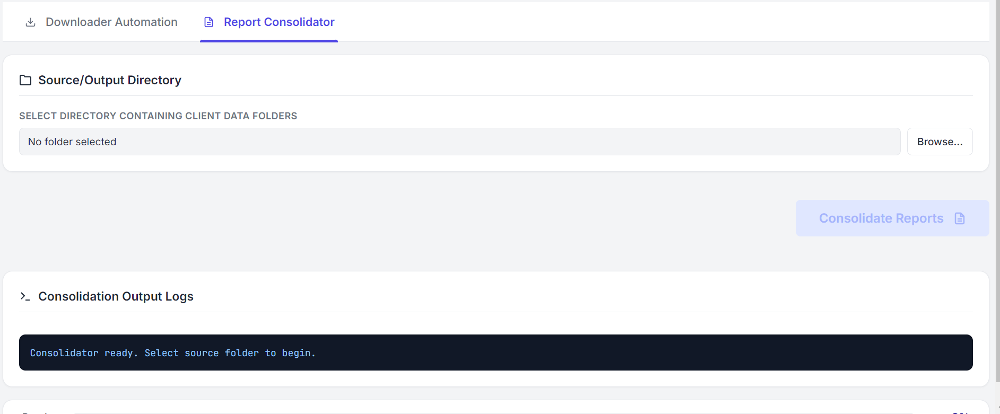 Downloader Automation
Report Consolidator
Source/Output Directory
SELECT DIRECTORY CONTAINING CLIENT DATA FOLDERS
No folder selected
Browse...
Consolidate Reports
Consolidation Output Logs
Consolidator ready. Select source folder to begin.